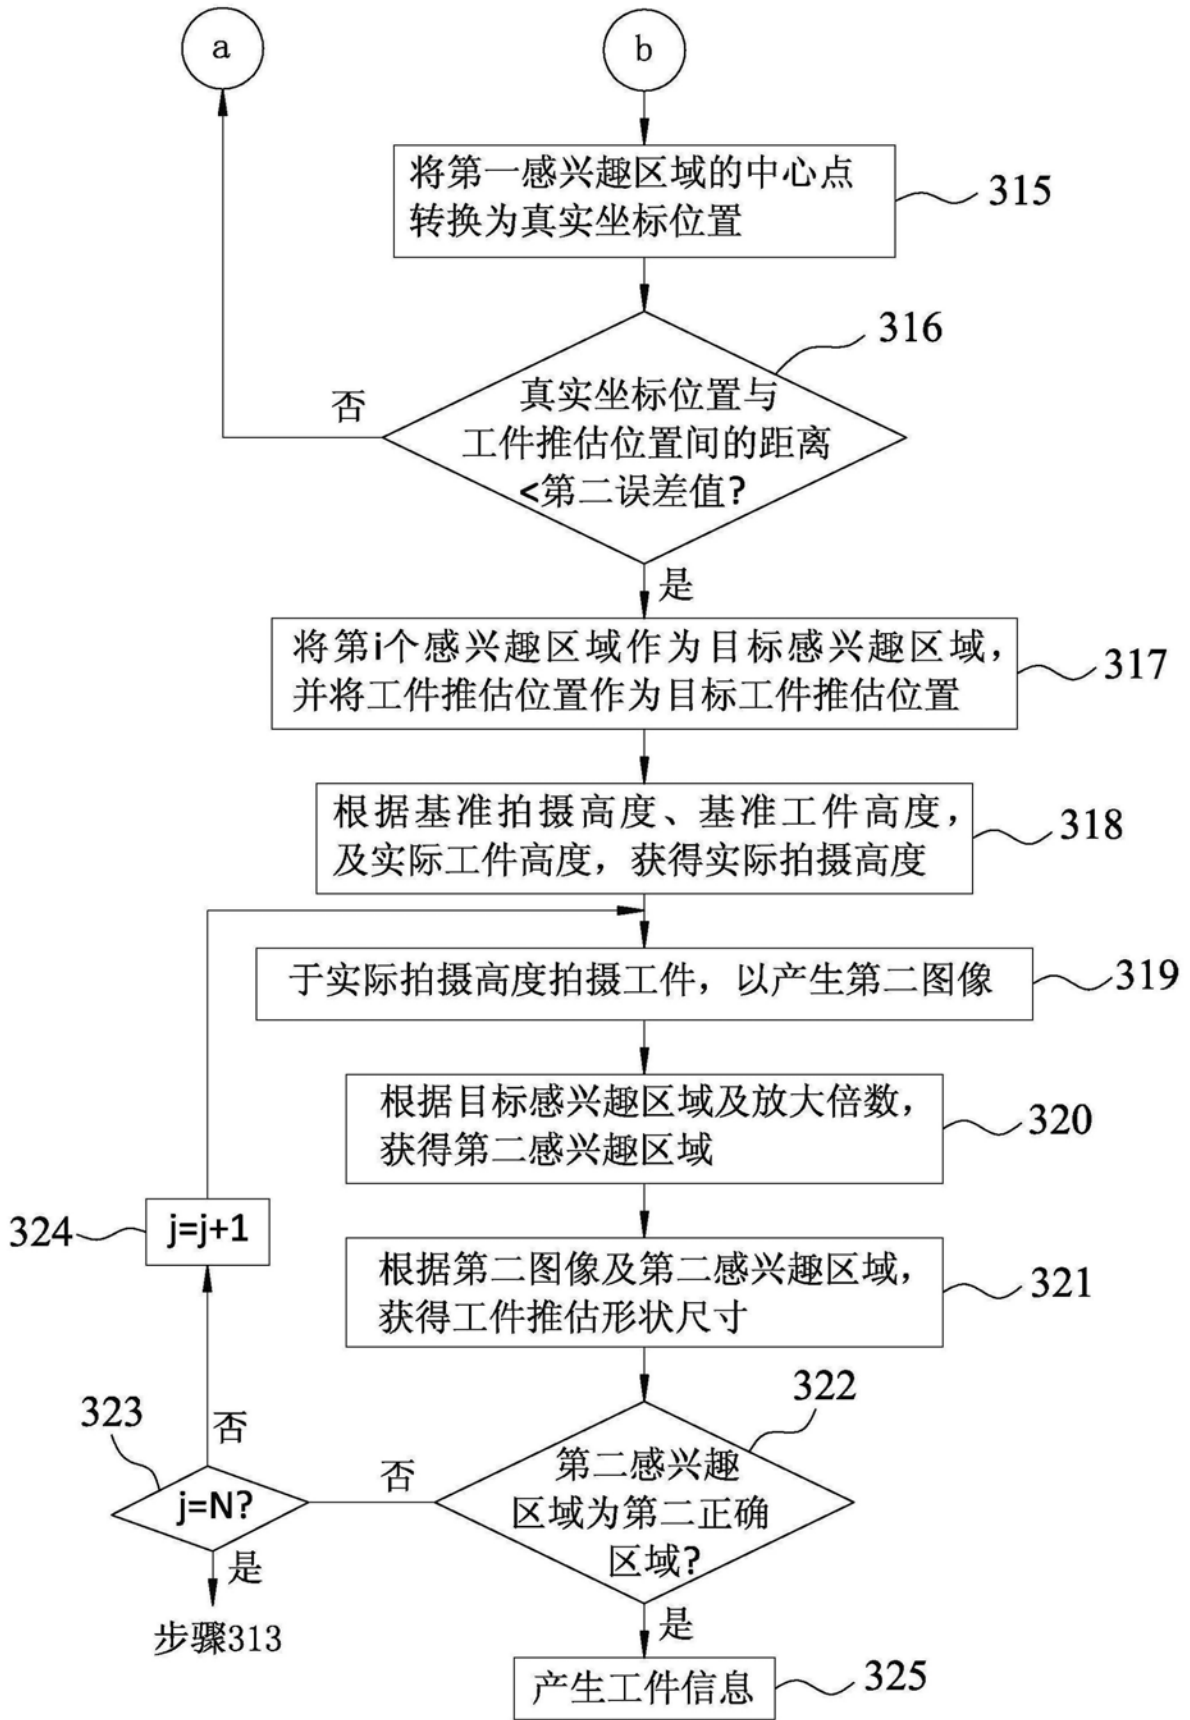 a
b
将第一感兴趣区域的中心点
转换为真实坐标位置
315
316
真实坐标位置与
工件推估位置间的距离
<第二误差值?
否
是
将第i个感兴趣区域作为目标感兴趣区域，
并将工件推估位置作为目标工件推估位置
317
根据基准拍摄高度、基准工件高度，
及实际工件高度，获得实际拍摄高度
318
于实际拍摄高度拍摄工件，以产生第二图像
319
根据目标感兴趣区域及放大倍数，
获得第二感兴趣区域
320
324
j=j+1
根据第二图像及第二感兴趣区域，
获得工件推估形状尺寸
321
322
第二感兴趣
区域为第二正确
区域?
否
323
否
j=N?
是
步骤313
是
产生工件信息
325